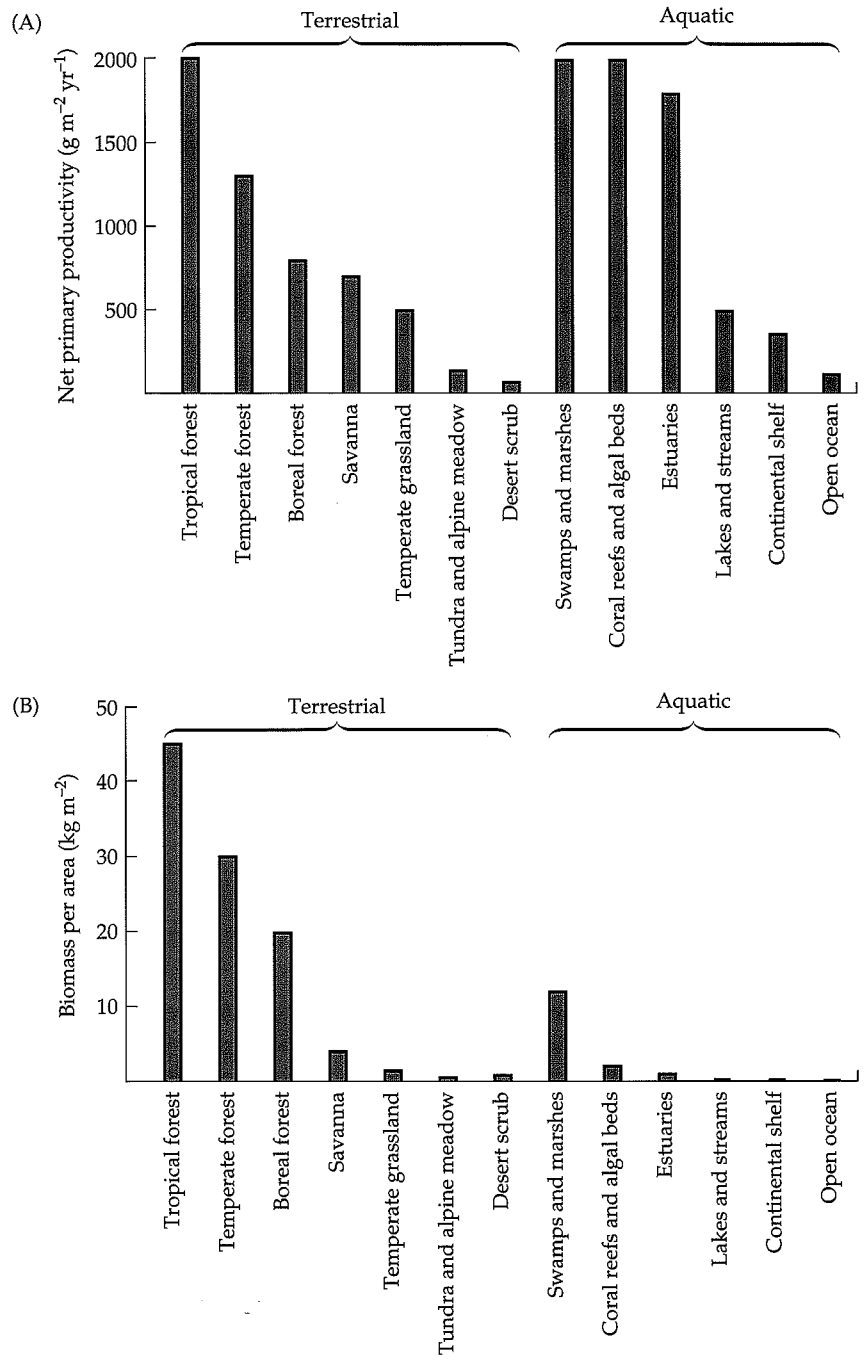 (A)
Terrestrial
Aquatic
Net primary productivity (g m⁻² yr⁻¹)
2000
1500
1000
500
Tropical forest
Temperate forest
Boreal forest
Savanna
Temperate grassland
Tundra and alpine meadow
Desert scrub
Swamps and marshes
Coral reefs and algal beds
Estuaries
Lakes and streams
Continental shelf
Open ocean
(B)
Terrestrial
Aquatic
Biomass per area (kg m⁻²)
50
40
30
20
10
Tropical forest
Temperate forest
Boreal forest
Savanna
Temperate grassland
Tundra and alpine meadow
Desert scrub
Swamps and marshes
Coral reefs and algal beds
Estuaries
Lakes and streams
Continental shelf
Open ocean